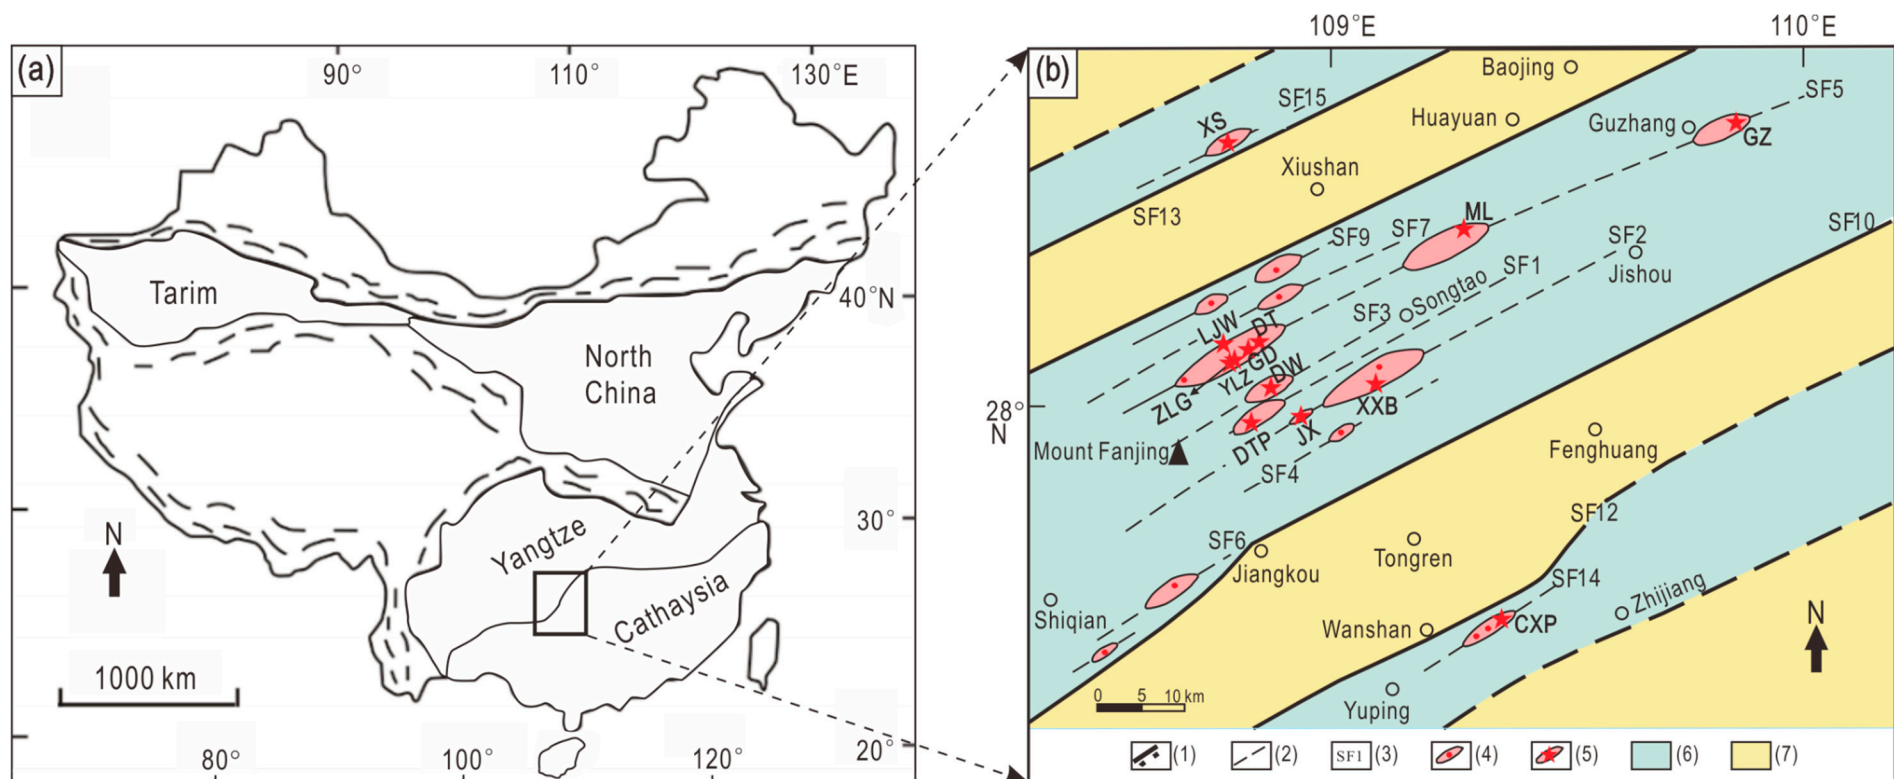 (a)
90°
110°
130°E
Tarim
40°N
North
China
N
30°
Yangtze
Cathaysia
1000 km
80°
100°
120°
20°
109°E
110°E
(b)
Baojing
SF15
SF5
XS
Huayuan
Guzhang
GZ
Xiushan
SF13
ML
SF10
SF9
SF7
SF2
Jishou
SF1
Songtao
SF3
LJW
DT
GD
YLZ
DW
ZLG
XXB
28°
N
JX
DTP
Mount Fanjing
SF4
Fenghuang
SF12
SF6
Jiangkou
Tongren
SF14
Shiqian
Zhijiang
Wanshan
CXP
N
0 5 10 km
Yuping
(1)
(2)
SF1 (3)
(4)
(5)
(6)
(7)